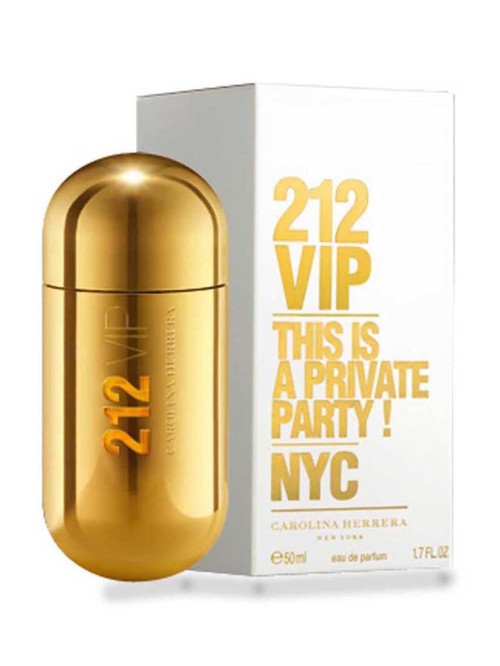 212 VIP
CAROLINA HERRERA
212
VIP
THIS IS
A PRIVATE
PARTY !
NYC
CAROLINA HERRERA
NEW YORK
℮50ml eau de parfum 1.7 FL.OZ